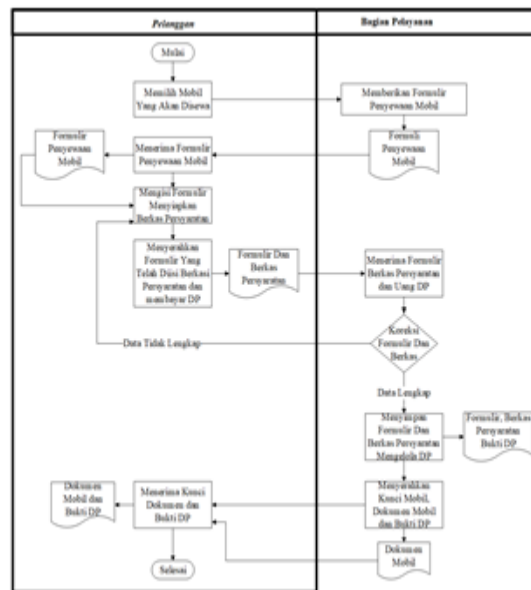 Pelanggan
Bagian Pelayanan
Mulai
Memilih Mobil
Yang Akan Disewa
Memberikan Formulir
Penyewaan Mobil
Formulir
Penyewaan
Mobil
Menerima Formulir
Penyewaan Mobil
Formuli
Penyewaan
Mobil
Mengisi Formulir
Menyiapkan
Berkas Persyaratan
Menyerahkan
Formulir Yang
Telah Diisi Berkasi
Persyaratan dan
membayar DP
Formulir Dan
Berkas
Persyaratan
Menerima Formulir
Berkas Persyaratan
dan Uang DP
Koreksi
Formulir Dan
Berkas
Data Tidak Lengkap
Data Lengkap
Menyimpan
Formulir Dan
Berkas Persyaratan
Mengelola DP
Formulir, Berkas
Persyaratan
Bukti DP
Menyerahkan
Kunci Mobil,
Dokumen Mobil
dan Bukti DP
Menerima Kunci
Dokumen dan
Bukti DP
Dokumen
Mobil dan
Bukti DP
Dokumen
Mobil
Selesai